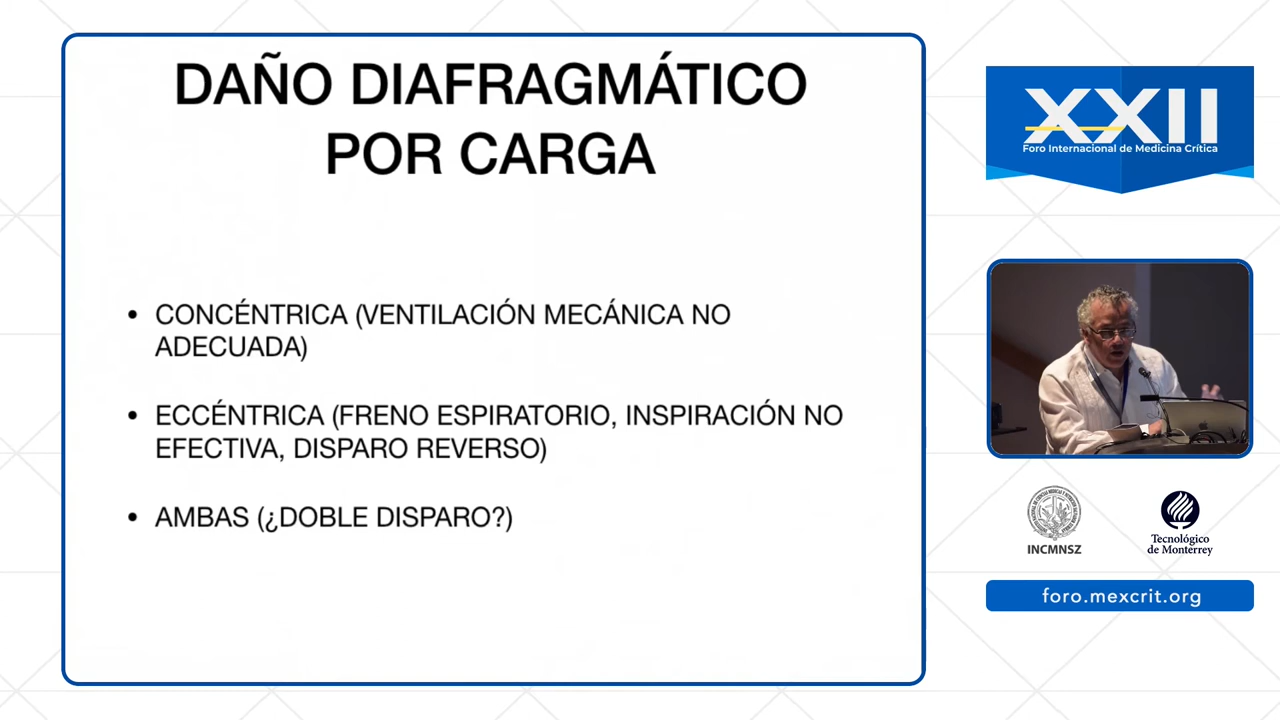 DAÑO DIAFRAGMÁTICO
POR CARGA
• CONCÉNTRICA (VENTILACIÓN MECÁNICA NO
ADECUADA)
• ECCÉNTRICA (FRENO ESPIRATORIO, INSPIRACIÓN NO
EFECTIVA, DISPARO REVERSO)
• AMBAS (¿DOBLE DISPARO?)
XXII
Foro Internacional de Medicina Crítica
INCMNSZ
Tecnológico
de Monterrey
foro.mexcrit.org